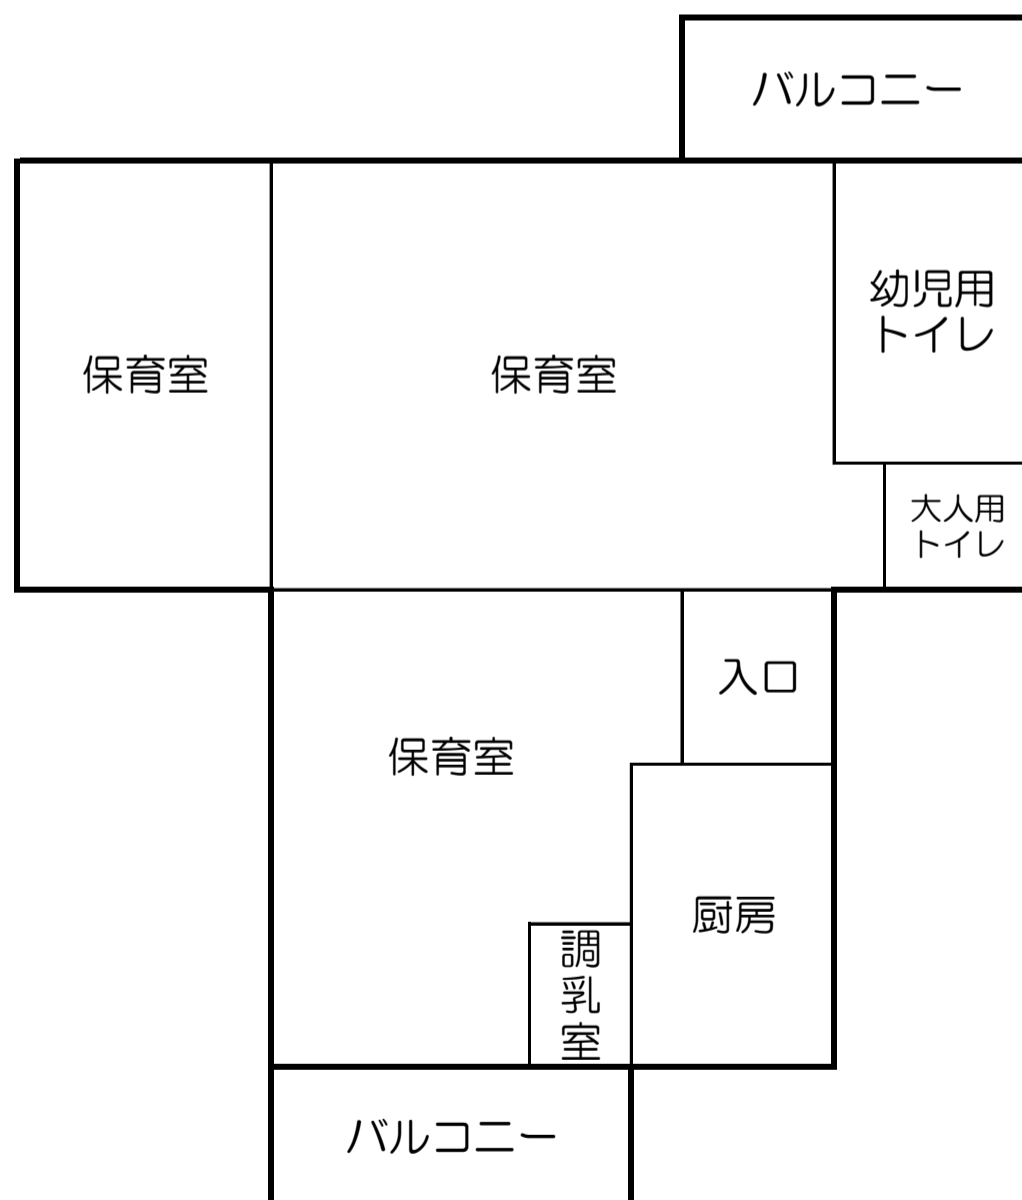 バルコニー
保育室
保育室
幼児用
トイレ
大人用
トイレ
保育室
入口
厨房
調
乳
室
バルコニー